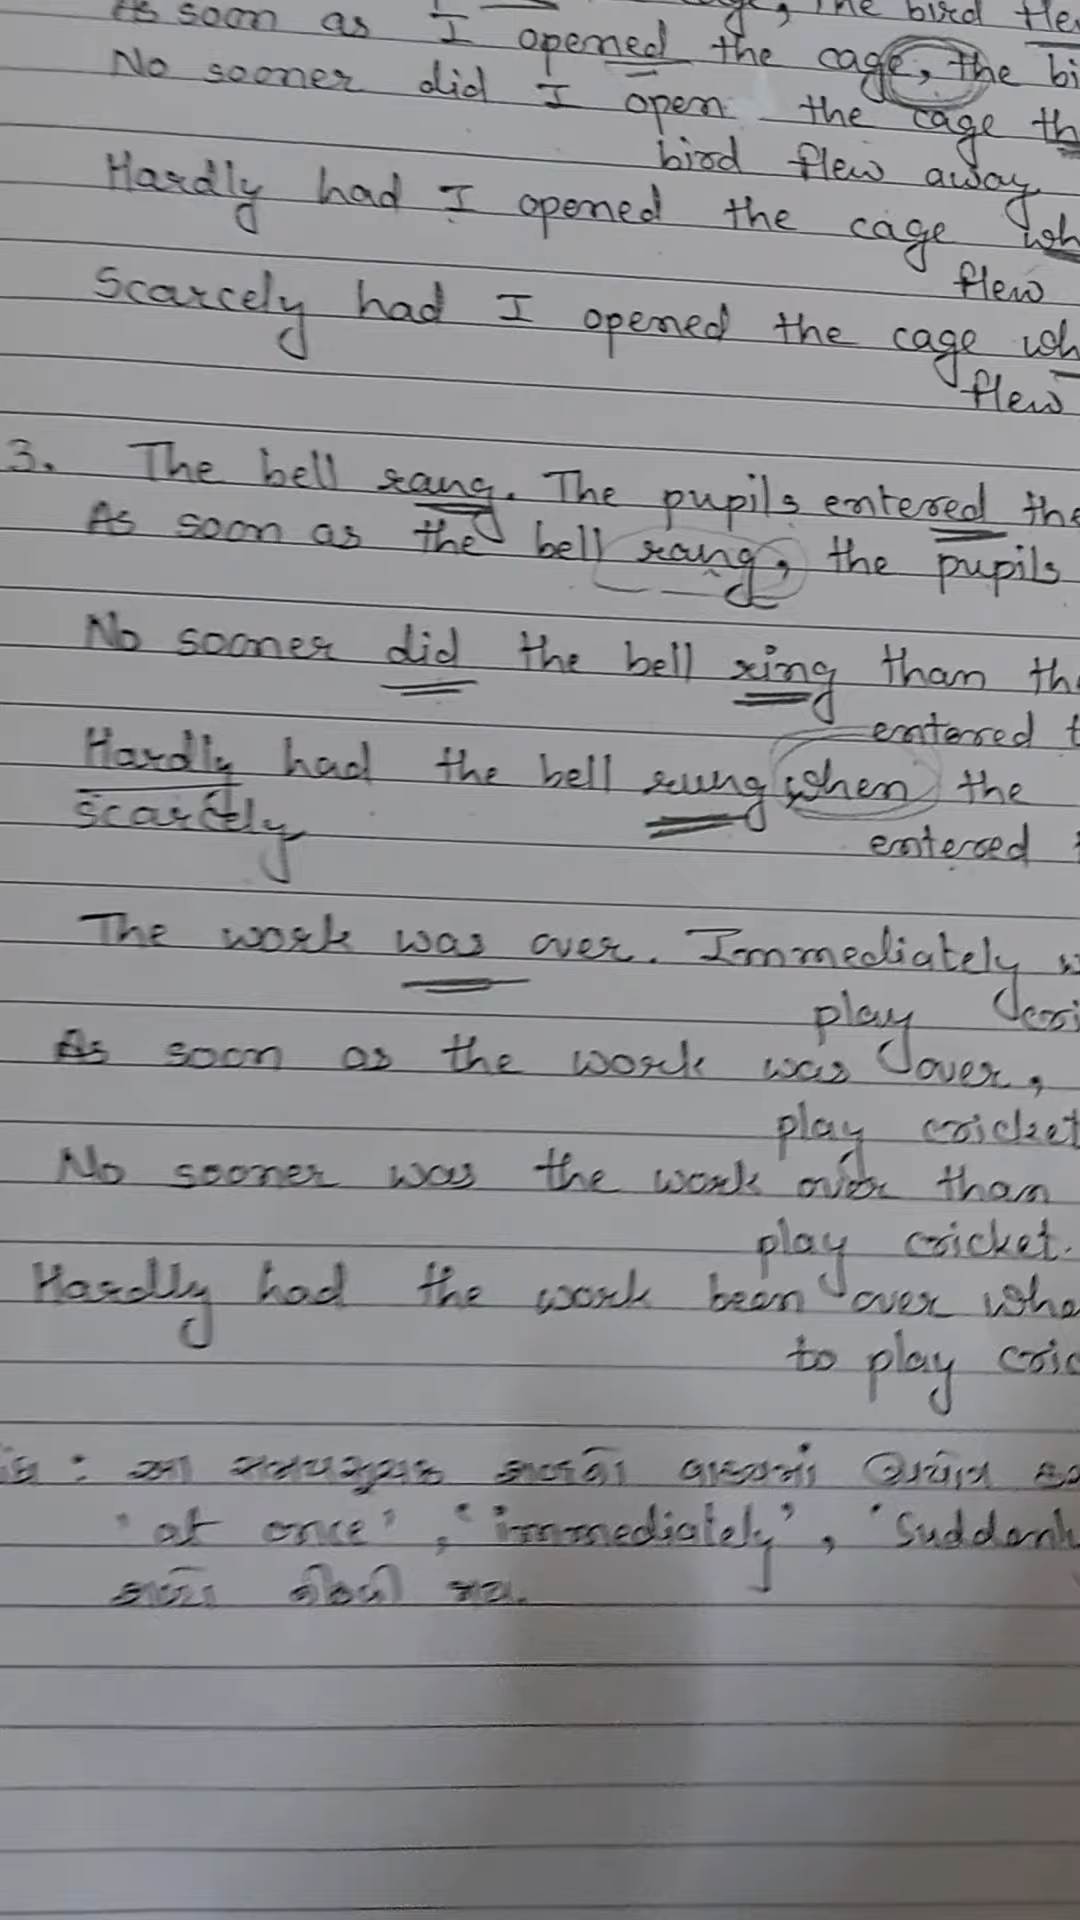 As soon as I opened the cage, the bi
No sooner did I open the cage th
bird flew away
Hardly had I opened the cage wh
flew
Scarcely had I opened the cage wh
flew
3. The bell rang. The pupils entered the
As soon as the bell rang, the pupils
No sooner did the bell ring than th
entered t
Hardly had the bell rung when the
Scarcely
entered
The work was over. Immediately w
play cri
As soon as the work was over,
play cricket
No sooner was the work over than
play cricket.
Hardly had the work been over whe
to play cric
આ સમયસૂચક
'at once', 'immediately', 'Suddenl